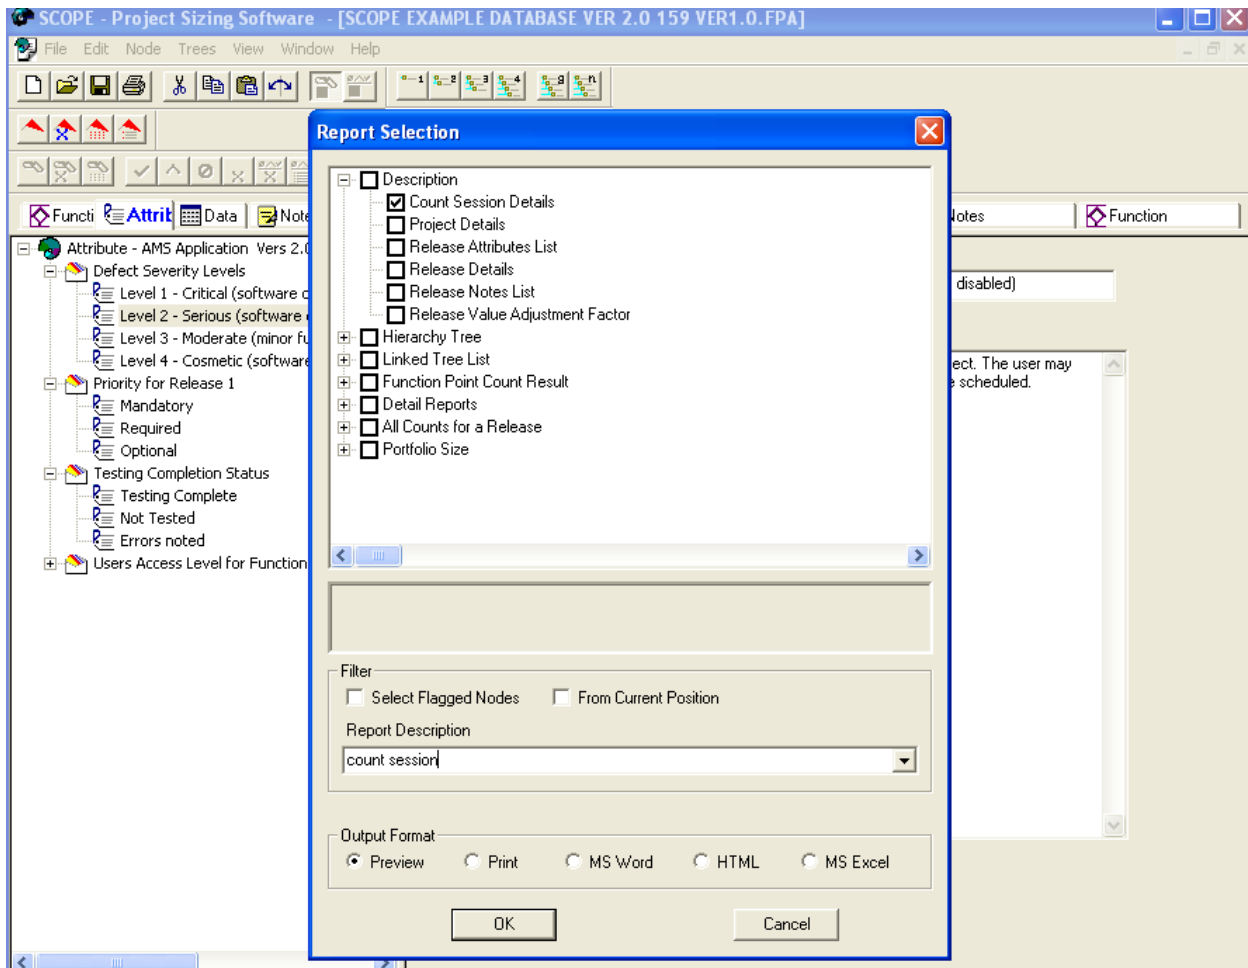 SCOPE - Project Sizing Software - [SCOPE EXAMPLE DATABASE VER 2.0 159 VER1.0.FPA]
File Edit Node Trees View Window Help
Report Selection
Functi Attrib Data Note
Notes Function
Attribute - AMS Application Vers 2.0
Defect Severity Levels
Level 1 - Critical (software c
Level 2 - Serious (software
Level 3 - Moderate (minor fu
Level 4 - Cosmetic (software
Priority for Release 1
Mandatory
Required
Optional
Testing Completion Status
Testing Complete
Not Tested
Errors noted
Users Access Level for Function
Description
Count Session Details
Project Details
Release Attributes List
Release Details
Release Notes List
Release Value Adjustment Factor
Hierarchy Tree
Linked Tree List
Function Point Count Result
Detail Reports
All Counts for a Release
Portfolio Size
disabled)
ect. The user may
e scheduled.
Filter
Select Flagged Nodes From Current Position
Report Description
count session
Output Format
Preview Print MS Word HTML MS Excel
OK Cancel